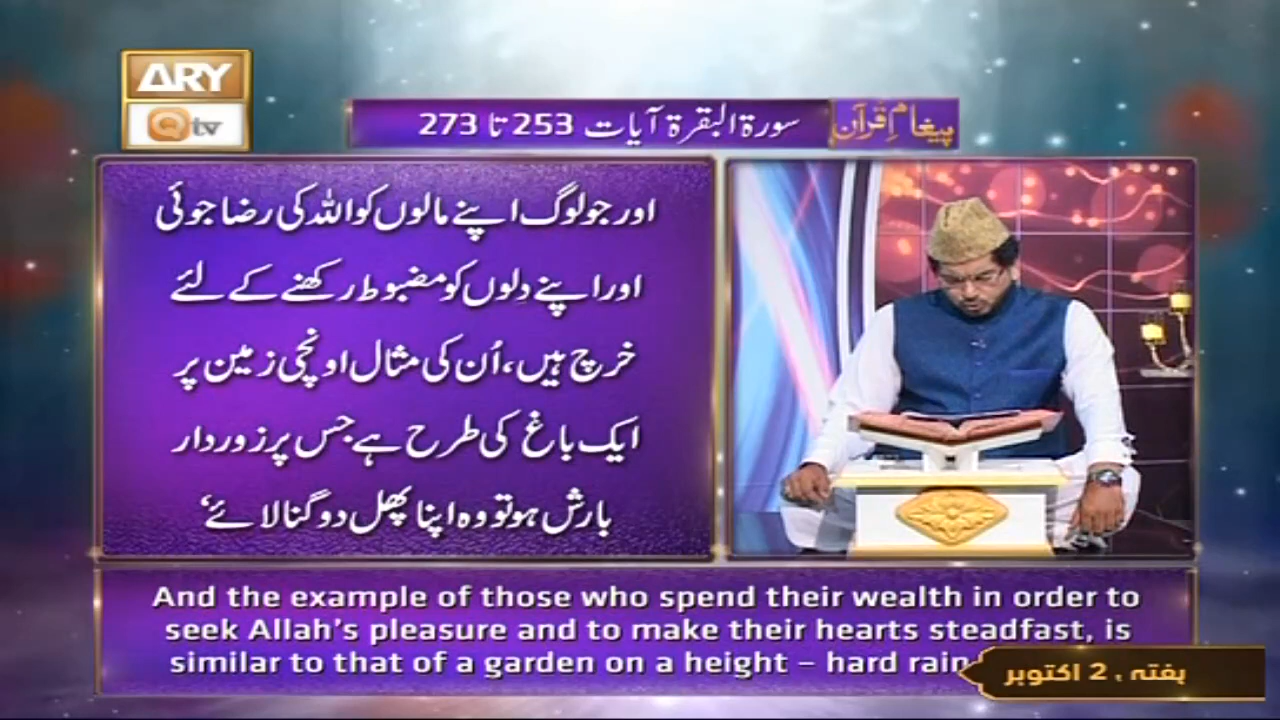 ARY
Qtv
پیغامِ قرآن
سورۃ البقرۃ آیات 253 تا 273
اور جو لوگ اپنے مالوں کو اللہ کی رضا جوئی
اور اپنے دِلوں کو مضبوط رکھنے کے لئے
خرچ ہیں، اُن کی مثال اونچی زمین پر
ایک باغ کی طرح ہے جس پر زوردار
بارش ہو تو وہ اپنا پھل دوگنا لائے‘
And the example of those who spend their wealth in order to
seek Allah's pleasure and to make their hearts steadfast, is
similar to that of a garden on a height – hard rain
ہفتہ ، 2 اکتوبر